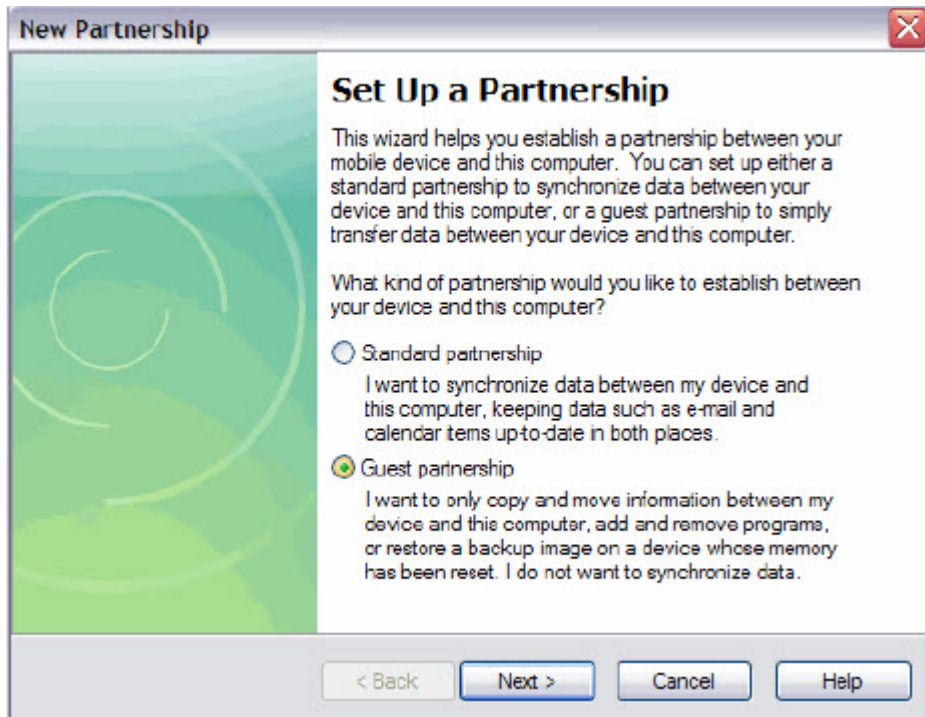 New Partnership
Set Up a Partnership
This wizard helps you establish a partnership between your
mobile device and this computer.  You can set up either a
standard partnership to synchronize data between your
device and this computer, or a guest partnership to simply
transfer data between your device and this computer.
What kind of partnership would you like to establish between
your device and this computer?
Standard partnership
I want to synchronize data between my device and
this computer, keeping data such as e-mail and
calendar items up-to-date in both places.
Guest partnership
I want to only copy and move information between my
device and this computer, add and remove programs,
or restore a backup image on a device whose memory
has been reset. I do not want to synchronize data.
< Back
Next >
Cancel
Help